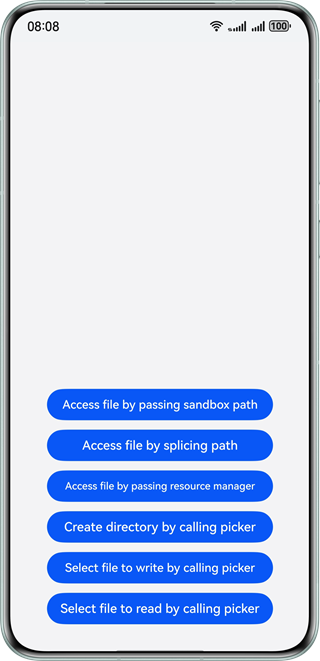 08:08
100
Access file by passing sandbox path
Access file by splicing path
Access file by passing resource manager
Create directory by calling picker
Select file to write by calling picker
Select file to read by calling picker